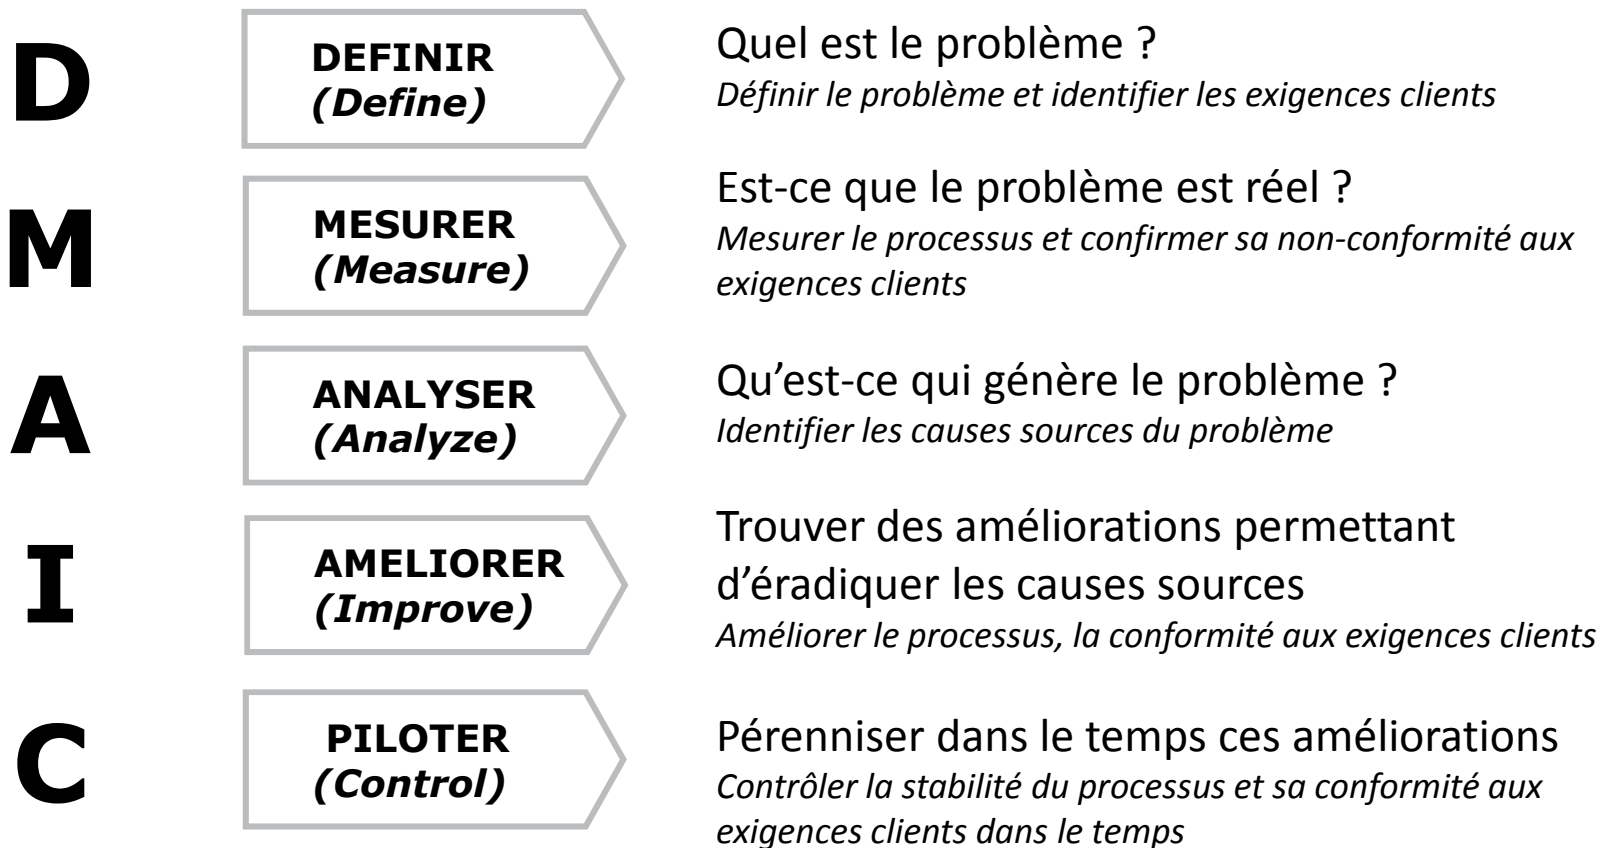 D
DEFINIR
(Define)
Quel est le problème ?
Définir le problème et identifier les exigences clients
M
MESURER
(Measure)
Est-ce que le problème est réel ?
Mesurer le processus et confirmer sa non-conformité aux
exigences clients
A
ANALYSER
(Analyze)
Qu’est-ce qui génère le problème ?
Identifier les causes sources du problème
I
AMELIORER
(Improve)
Trouver des améliorations permettant
d’éradiquer les causes sources
Améliorer le processus, la conformité aux exigences clients
C
PILOTER
(Control)
Pérenniser dans le temps ces améliorations
Contrôler la stabilité du processus et sa conformité aux
exigences clients dans le temps